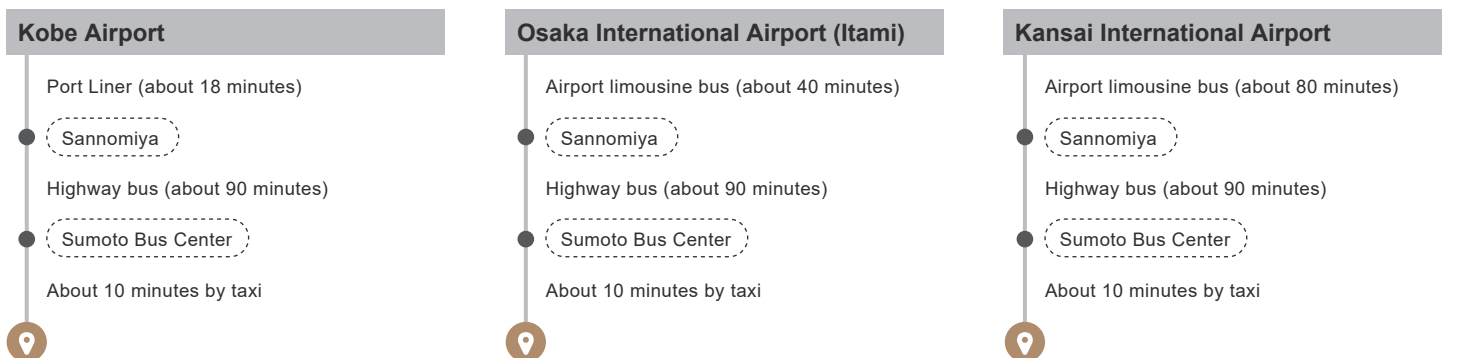 Kobe Airport
Port Liner (about 18 minutes)
Sannomiya
Highway bus (about 90 minutes)
Sumoto Bus Center
About 10 minutes by taxi
Osaka International Airport (Itami)
Airport limousine bus (about 40 minutes)
Sannomiya
Highway bus (about 90 minutes)
Sumoto Bus Center
About 10 minutes by taxi
Kansai International Airport
Airport limousine bus (about 80 minutes)
Sannomiya
Highway bus (about 90 minutes)
Sumoto Bus Center
About 10 minutes by taxi